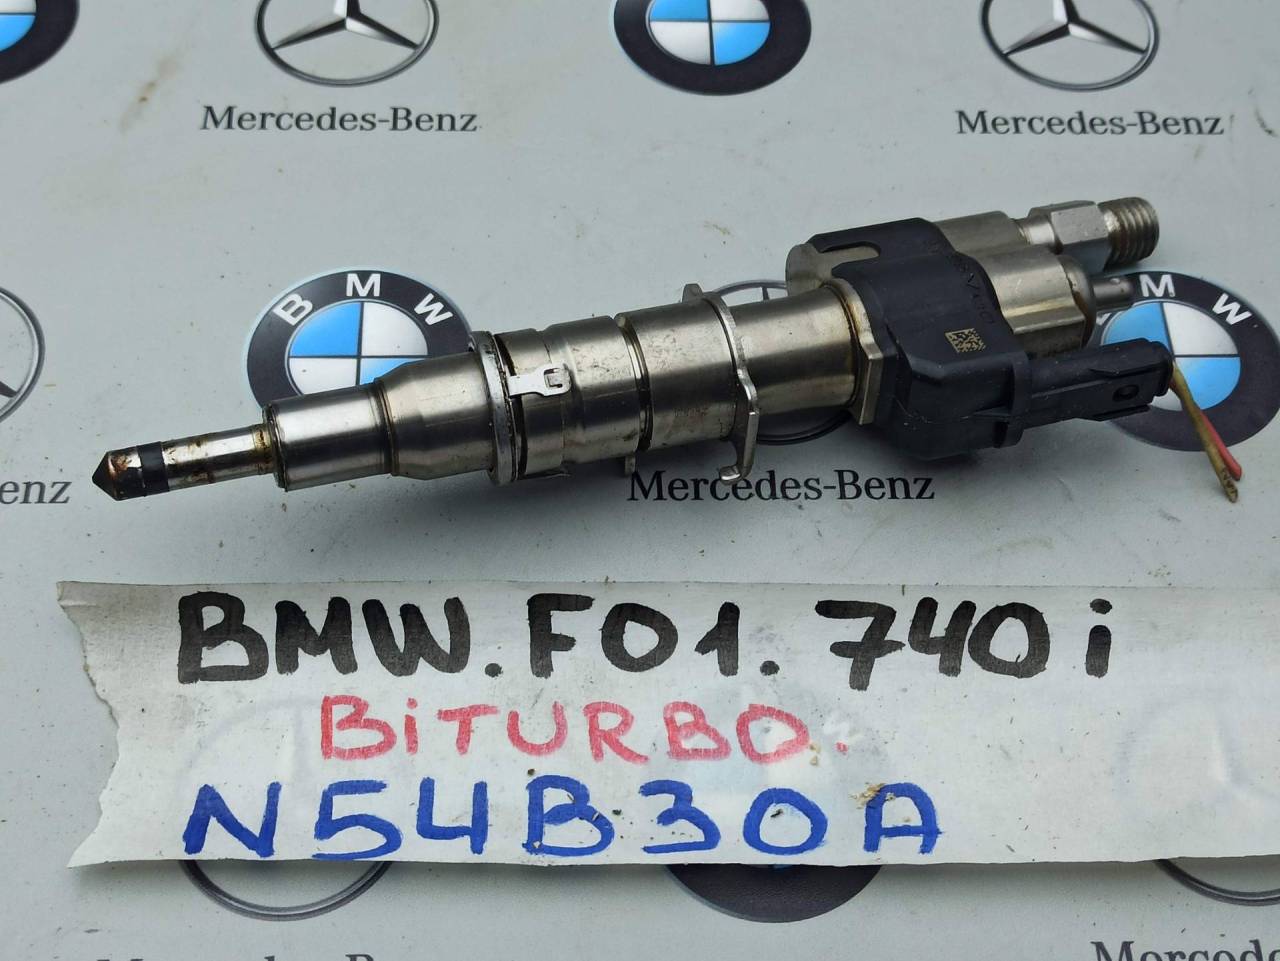 Mercedes-Benz
Mercedes-Benz
BMW
BMW
enz
Mercedes-Benz
BMW.F01.740i
BiTURBO.
N54B30A